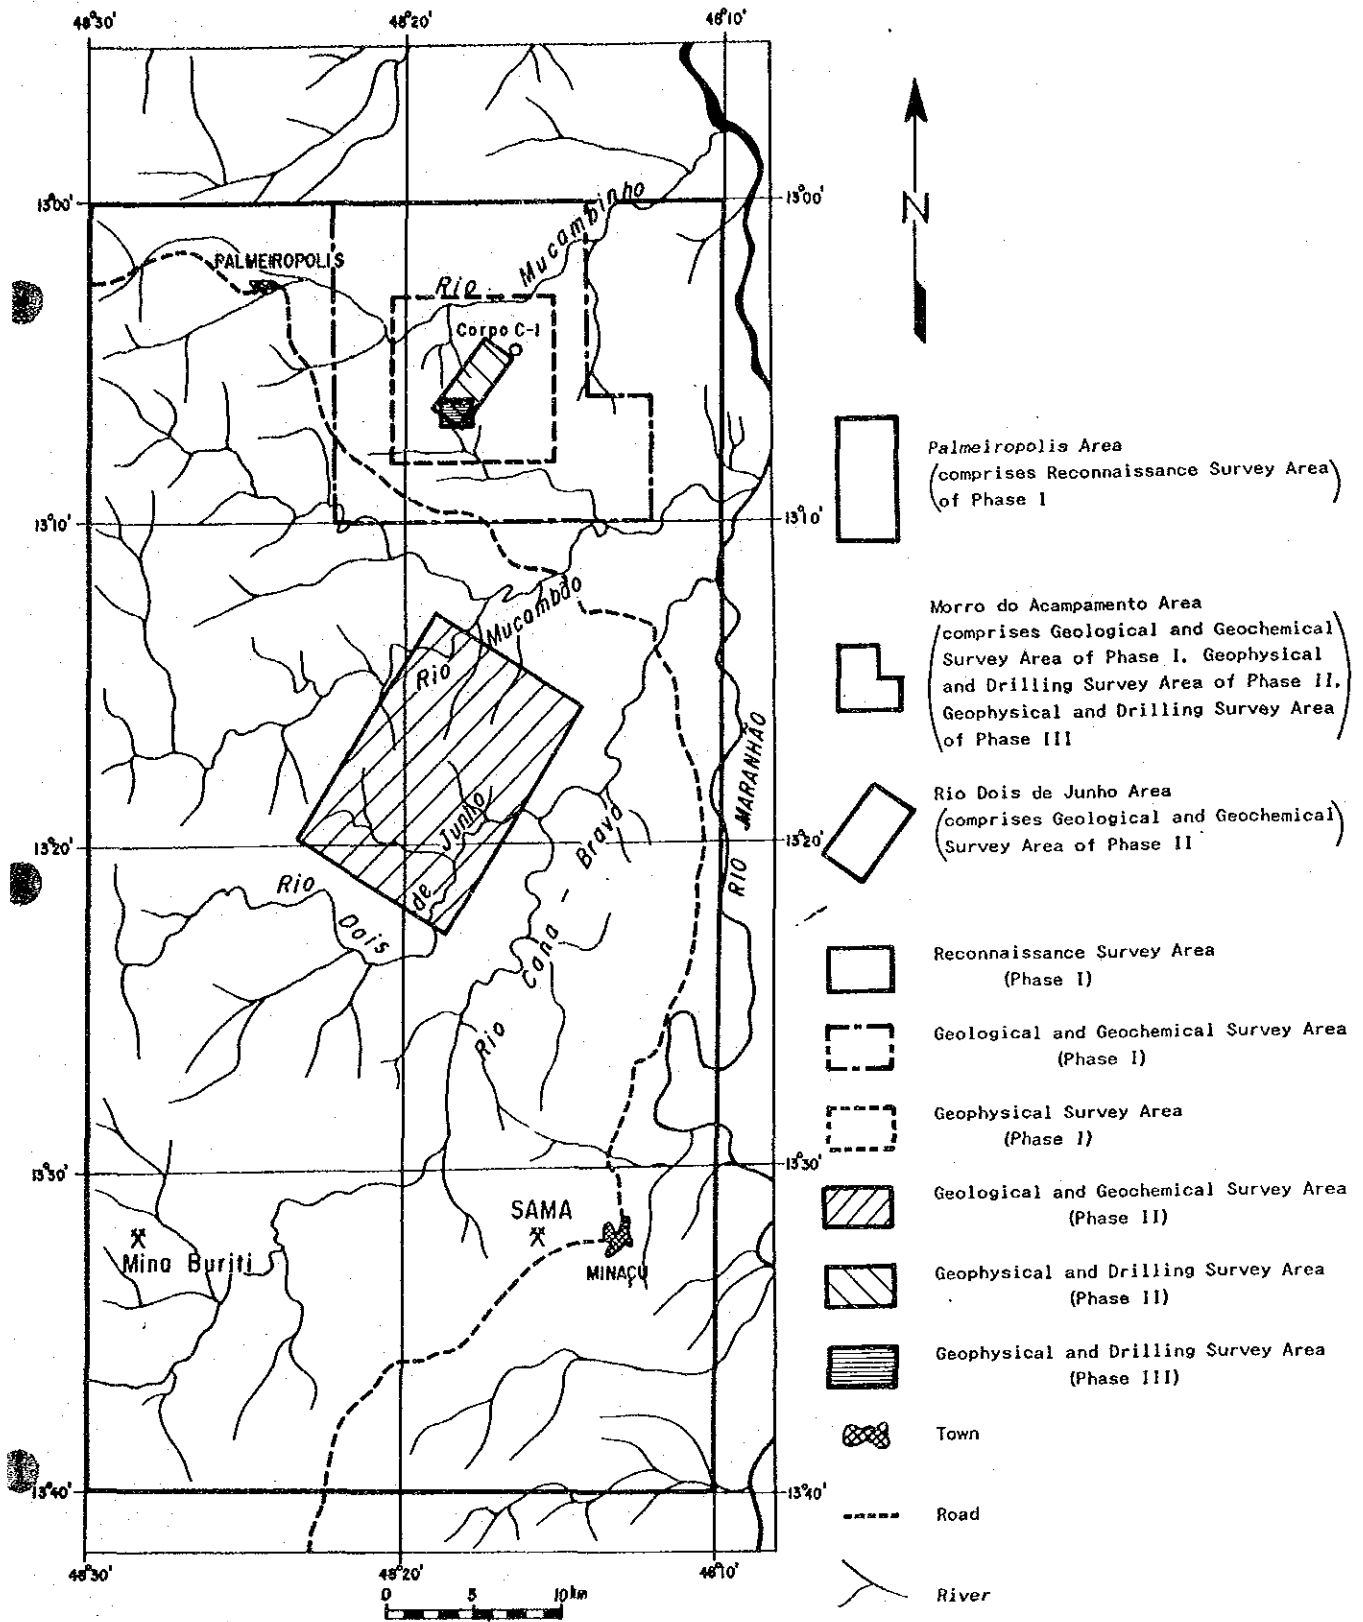 48°30'
48°20'
48°10'
13°00'
13°00'
PALMEIROPOLIS
Rio Mucambinho
Corpo C-1
N
13°10'
13°10'
Rio Mucambão
13°20'
13°20'
Rio Dois de Junho
Rio Cana - Brava
RIO MARANHÃO
13°30'
13°30'
SAMA
Mina Buriti
MINAÇU
13°40'
13°40'
48°30'
48°20'
48°10'
0 5 10km
Palmeiropolis Area
(comprises Reconnaissance Survey Area
of Phase I)
Morro do Acampamento Area
(comprises Geological and Geochemical
Survey Area of Phase I. Geophysical
and Drilling Survey Area of Phase II.
Geophysical and Drilling Survey Area
of Phase III)
Rio Dois de Junho Area
(comprises Geological and Geochemical
Survey Area of Phase II)
Reconnaissance Survey Area
(Phase I)
Geological and Geochemical Survey Area
(Phase I)
Geophysical Survey Area
(Phase I)
Geological and Geochemical Survey Area
(Phase II)
Geophysical and Drilling Survey Area
(Phase II)
Geophysical and Drilling Survey Area
(Phase III)
Town
Road
River